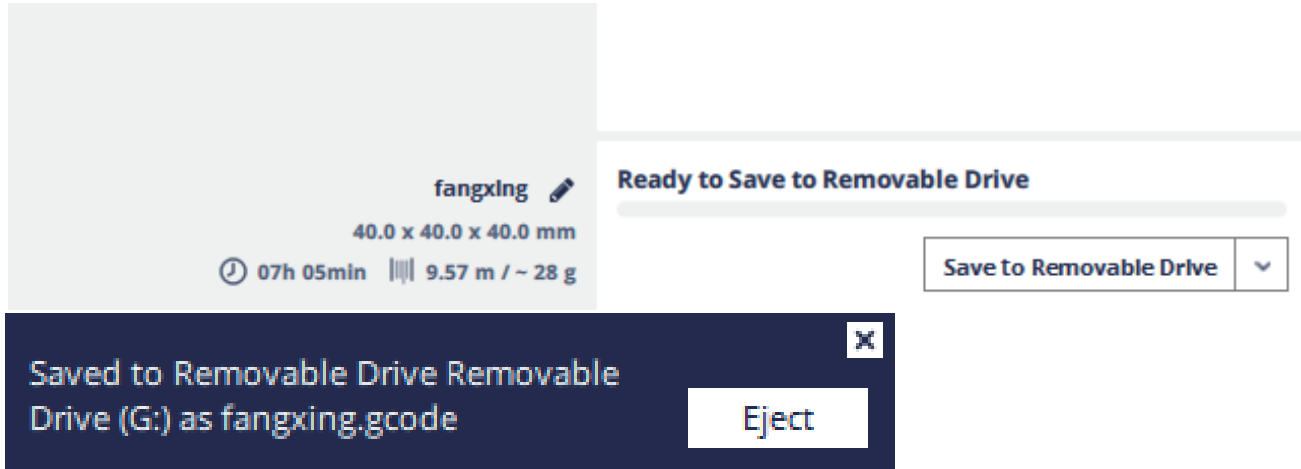 fangxing
40.0 x 40.0 x 40.0 mm
07h 05min 9.57 m / ~ 28 g
Ready to Save to Removable Drive
Save to Removable Drive
Saved to Removable Drive Removable
Drive (G:) as fangxing.gcode
Eject